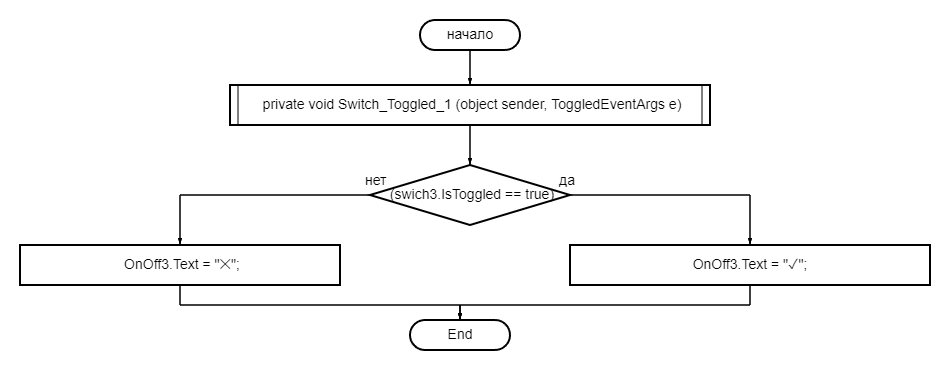 начало
private void Switch_Toggled_1 (object sender, ToggledEventArgs e)
нет
да
(swich3.IsToggled == true)
OnOff3.Text = "✕";
OnOff3.Text = "✓";
End